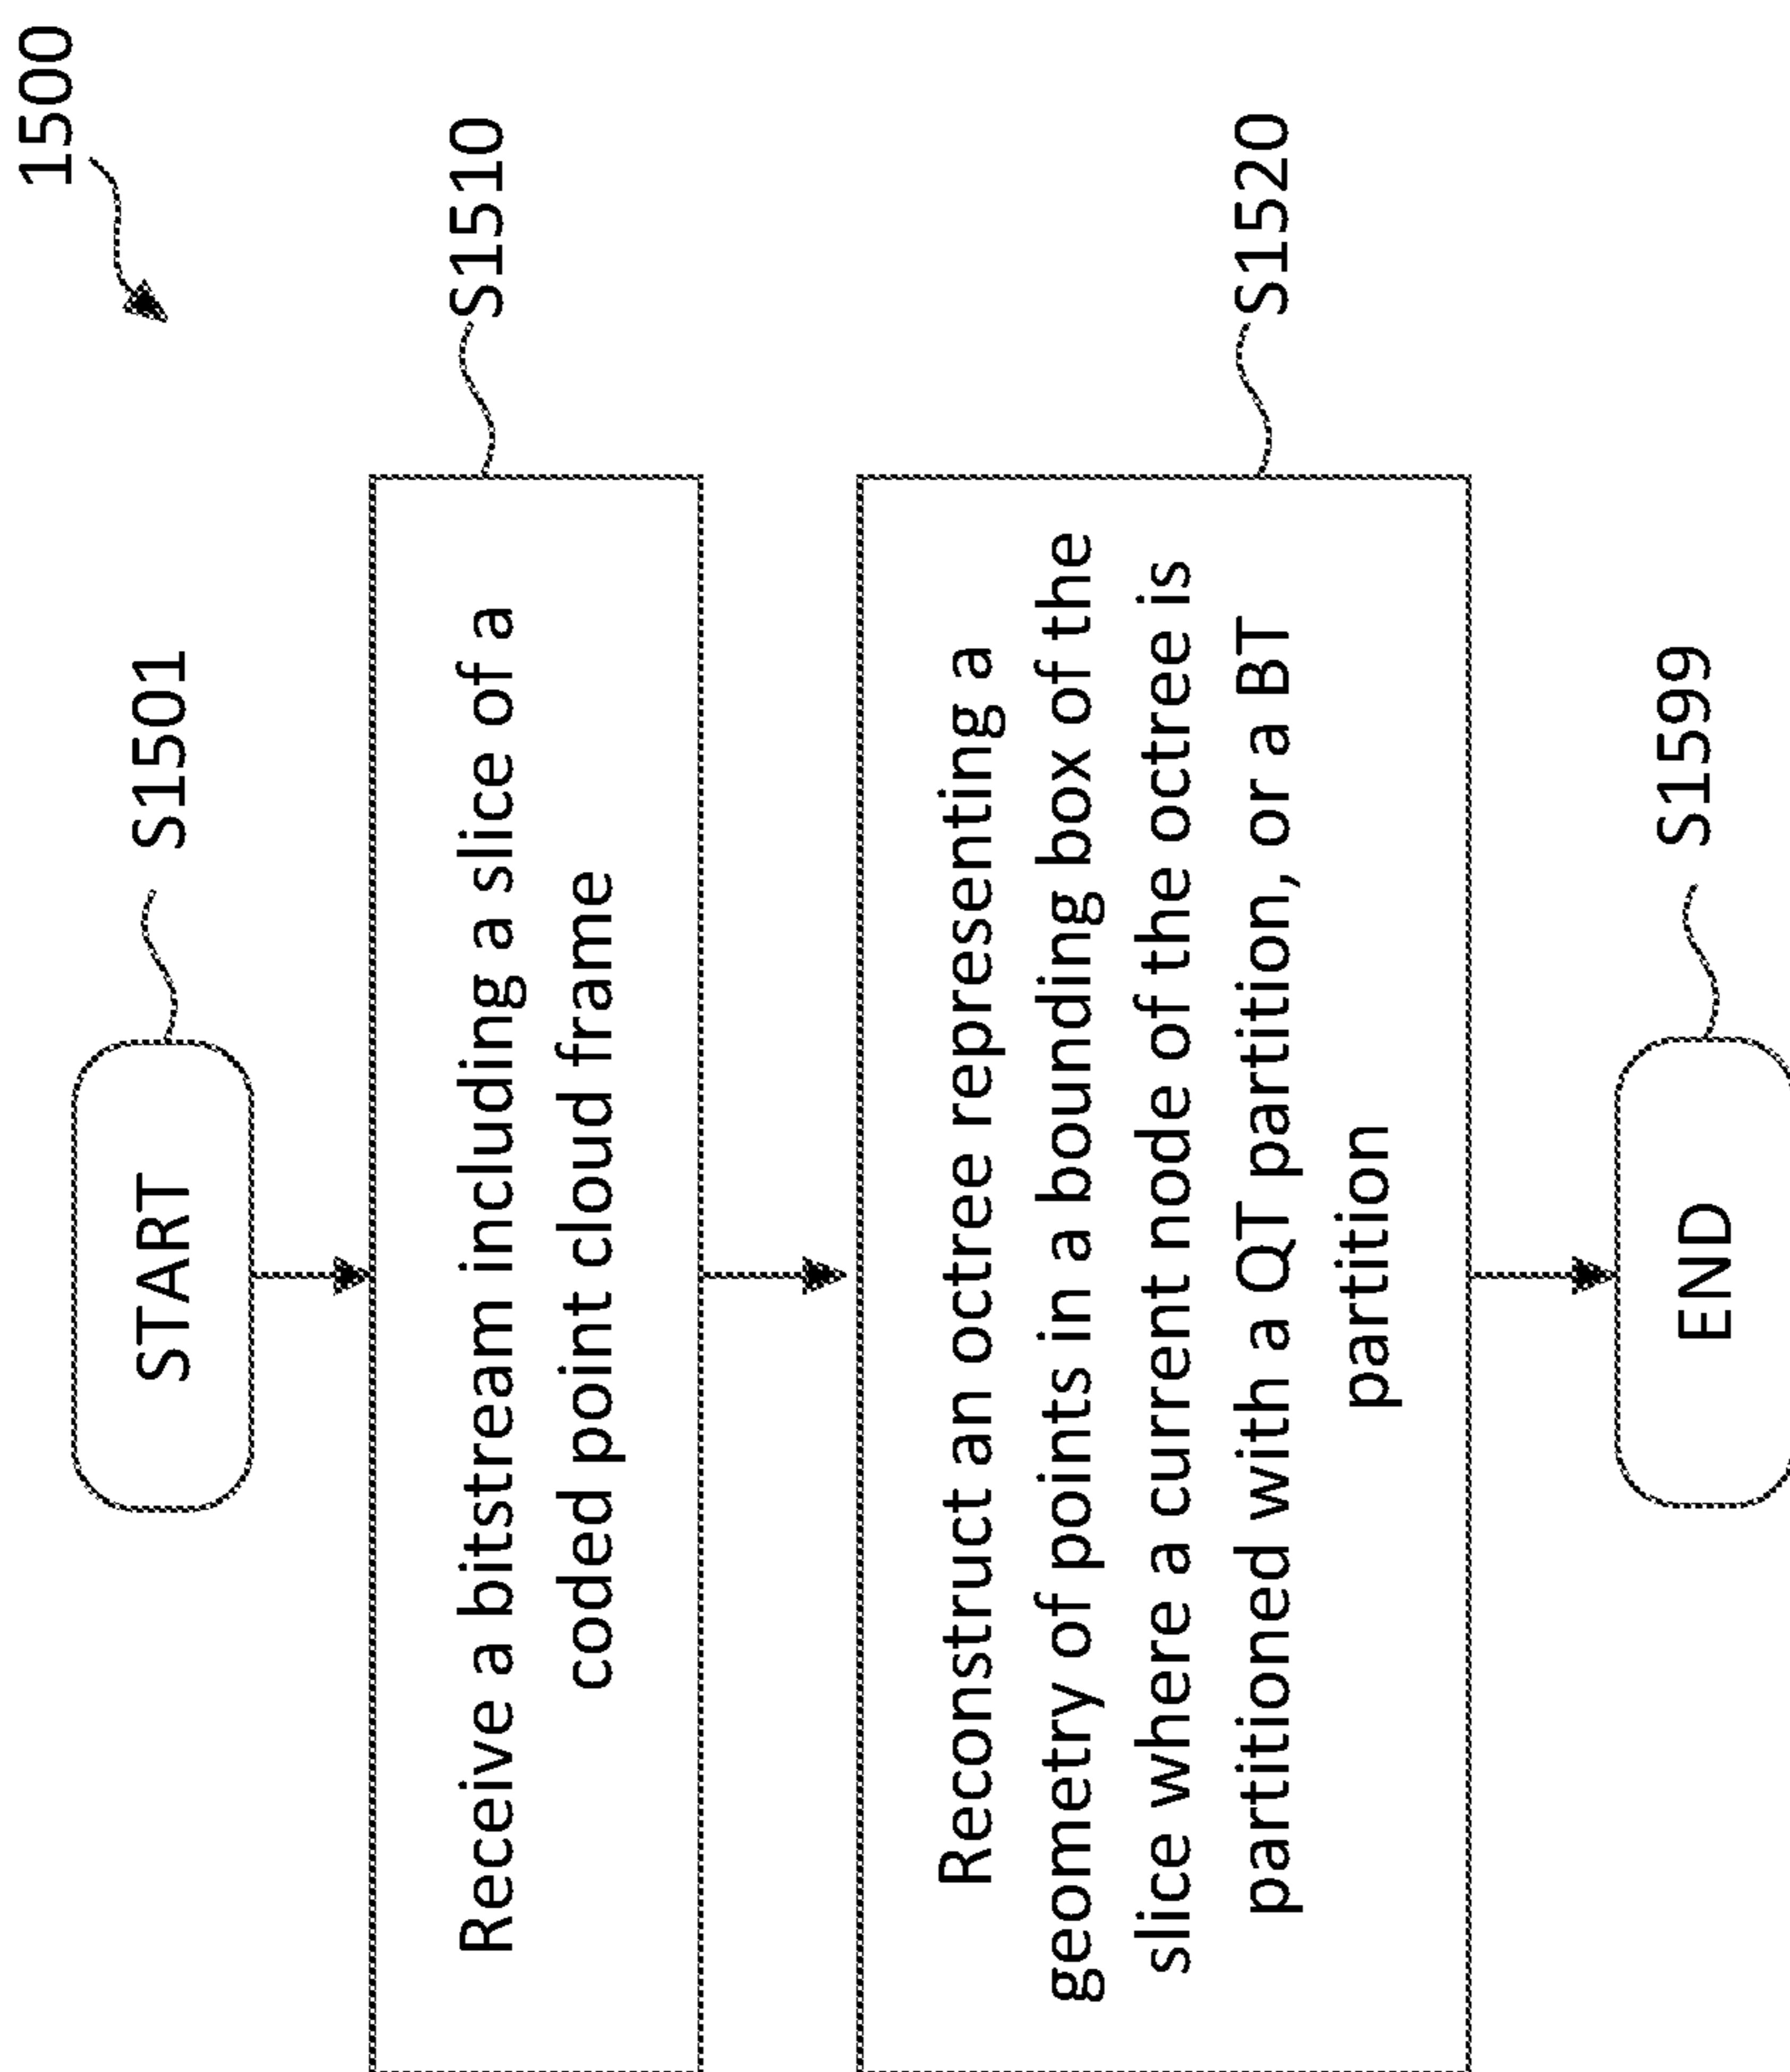 1500
START
S1501
Receive a bitstream including a slice of a
coded point cloud frame
S1510
Reconstruct an octree representing a
geometry of points in a bounding box of the
slice where a current node of the octree is
partitioned with a QT partition, or a BT
partition
S1520
END
S1599